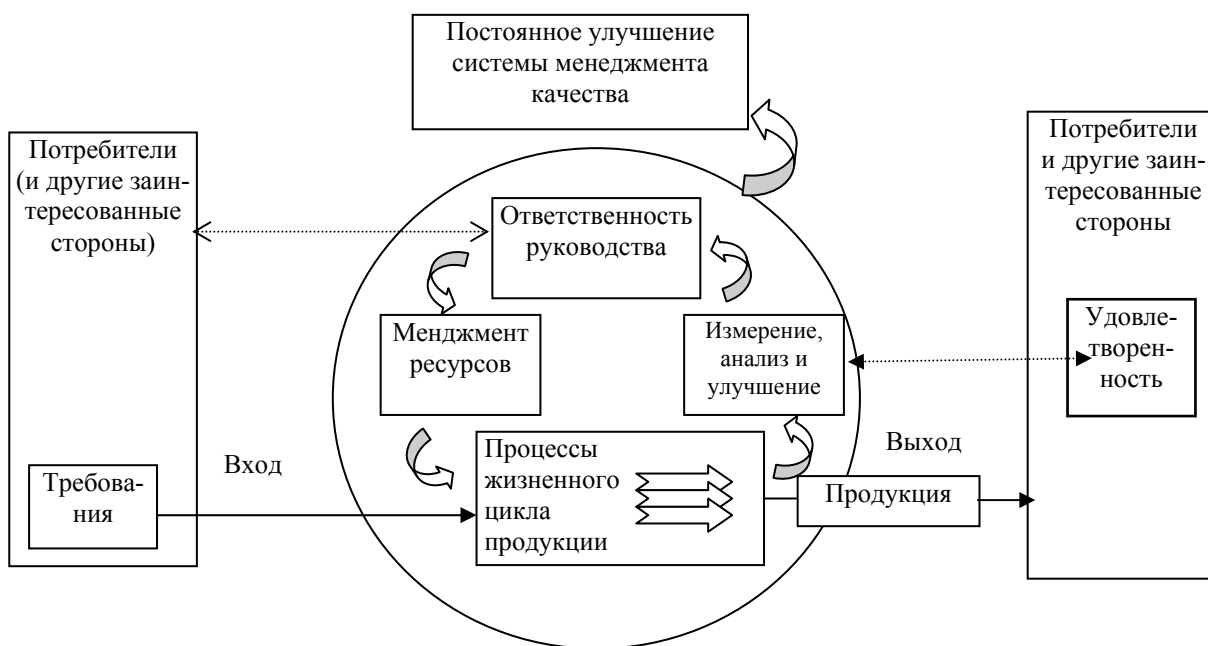 Постоянное улучшение
системы менеджмента
качества
Потребители
(и другие заин-
тересованные
стороны)
Потребители
и другие заин-
тересованные
стороны
Ответственность
руководства
Менджмент
ресурсов
Измерение,
анализ и
улучшение
Удовле-
творен-
ность
Вход
Выход
Требова-
ния
Процессы
жизненного
цикла
продукции
Продукция